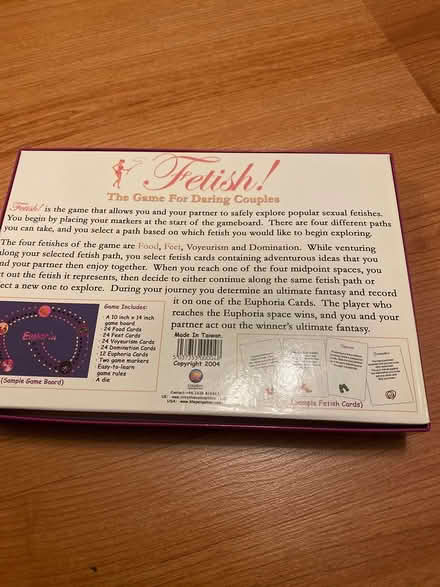 Fetish!
The Game For Daring Couples
Fetish! is the game that allows you and your partner to safely explore popular sexual fetishes.
You begin by placing your markers at the start of the gameboard. There are four different paths
you can take, and you select a path based on which fetish you would like to begin exploring.
The four fetishes of the game are Food, Feet, Voyeurism and Domination. While venturing
along your selected fetish path, you select fetish cards containing adventurous ideas that you
nd your partner then enjoy together. When you reach one of the four midpoint spaces, you
t out the fetish it represents, then decide to either continue along the same fetish path or
ect a new one to explore. During your journey you determine an ultimate fantasy and record
it on one of the Euphoria Cards. The player who
reaches the Euphoria space wins, and you and your
partner act out the winner's ultimate fantasy.
Euphoria
(Sample Game Board)
Game Includes:
· A 10 inch x 14 inch
game board
· 24 Food Cards
· 24 Feet Cards
· 24 Voyeurism Cards
· 24 Domination Cards
· 12 Euphoria Cards
· Two game markers
· Easy-to-learn
game rules
· A die
Made In Taiwan.
Copyright 2004
ample Fetish Cards)